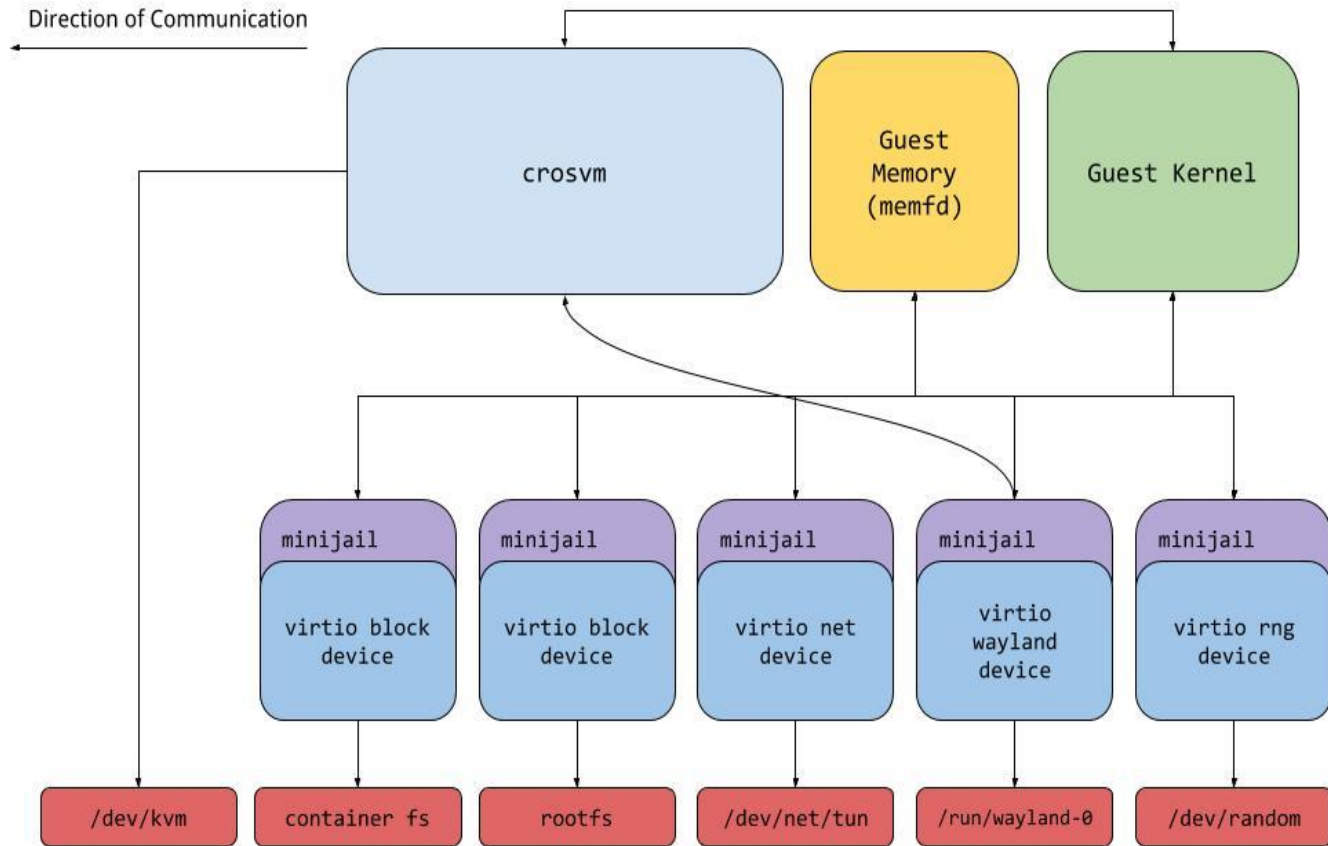 Direction of Communication
crosvm
Guest
Memory
(memfd)
Guest Kernel
minijail
minijail
minijail
minijail
minijail
virtio block
device
virtio block
device
virtio net
device
virtio
wayland
device
virtio rng
device
/dev/kvm
container fs
rootfs
/dev/net/tun
/run/wayland-0
/dev/random